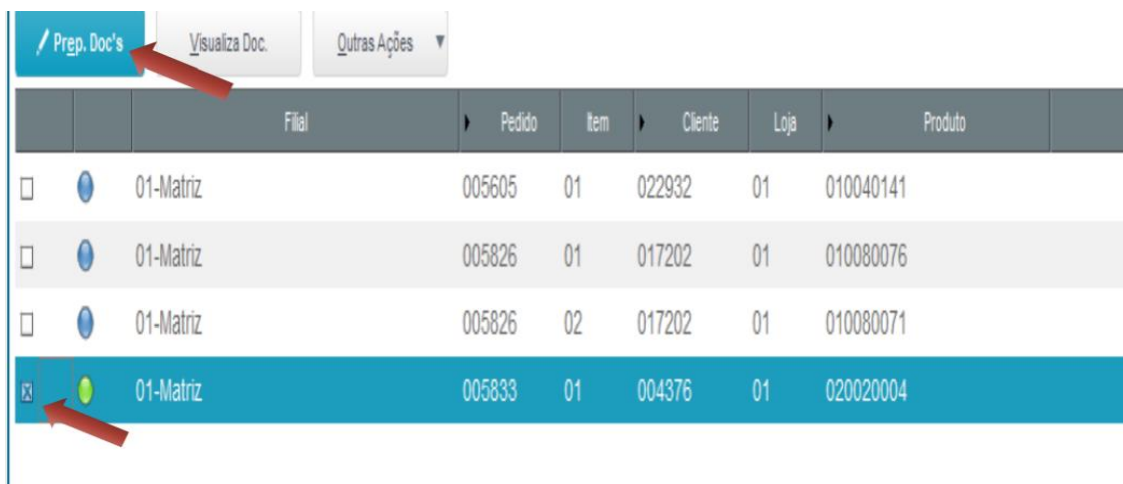 Prep. Doc's Visualiza Doc. Outras Ações
Filial Pedido Item Cliente Loja Produto
01-Matriz 005605 01 022932 01 010040141
01-Matriz 005826 01 017202 01 010080076
01-Matriz 005826 02 017202 01 010080071
01-Matriz 005833 01 004376 01 020020004